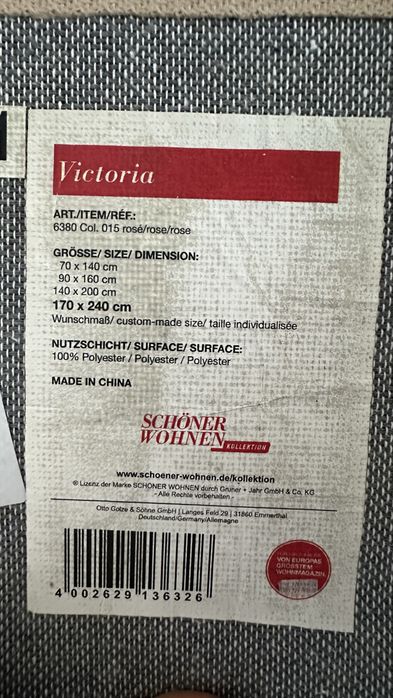 Victoria
ART./ITEM/RÉF.:
6380 Col. 015 rosé/rose/rose
GRÖSSE/ SIZE/ DIMENSION:
70 x 140 cm
90 x 160 cm
140 x 200 cm
170 x 240 cm
Wunschmaß/ custom-made size/ taille individualisée
NUTZSCHICHT/ SURFACE/ SURFACE:
100% Polyester / Polyester / Polyester
MADE IN CHINA
SCHÖNER
WOHNEN KOLLEKTION
www.schoener-wohnen.de/kollektion
® Lizenz der Marke SCHÖNER WOHNEN durch Gruner + Jahr GmbH & Co. KG
- Alle Rechte vorbehalten -
Otto Golze & Söhne GmbH | Langes Feld 29 | 31860 Emmerthal
Deutschland/Germany/Allemagne
4 002629 136326
VON EUROPAS
GRÖSSTEM
WOHNMAGAZIN.